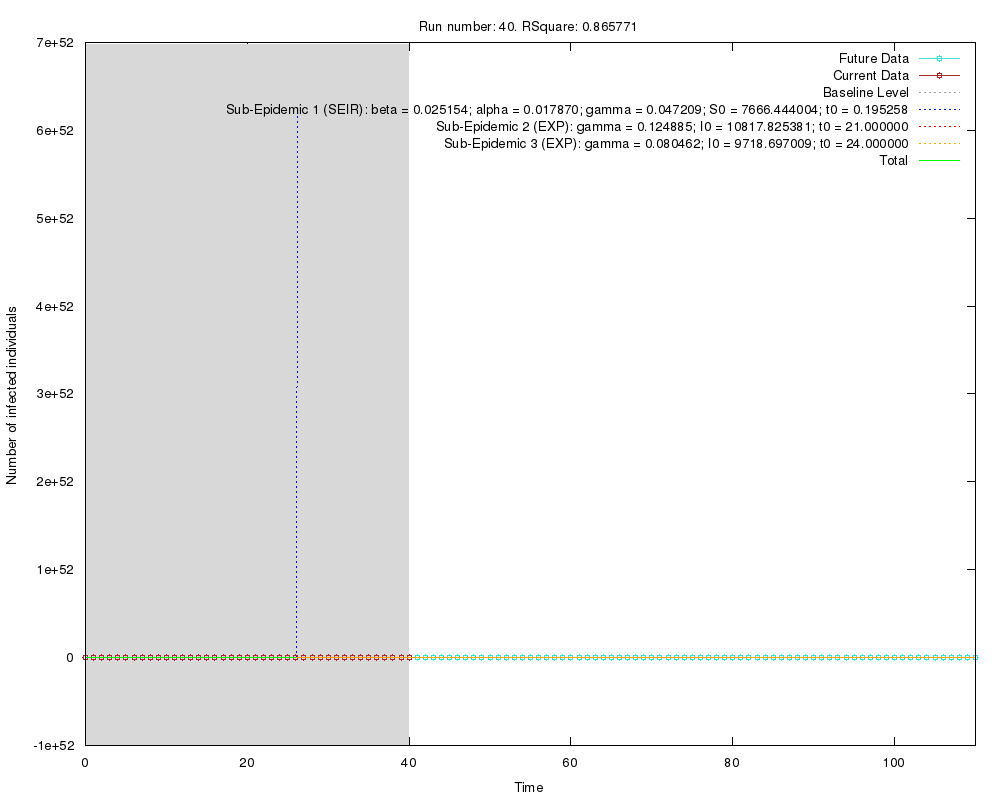 Run number: 40. RSquare: 0.865771
7e+52
6e+52
5e+52
4e+52
3e+52
2e+52
1e+52
0
-1e+52
Number of infected individuals
Future Data
Current Data
Baseline Level
Sub-Epidemic 1 (SEIR): beta = 0.025154; alpha = 0.017870; gamma = 0.047209; S0 = 7666.444004; t0 = 0.195258
Sub-Epidemic 2 (EXP): gamma = 0.124885; I0 = 10817.825381; t0 = 21.000000
Sub-Epidemic 3 (EXP): gamma = 0.080462; I0 = 9718.697009; t0 = 24.000000
Total
0 20 40 60 80 100
Time